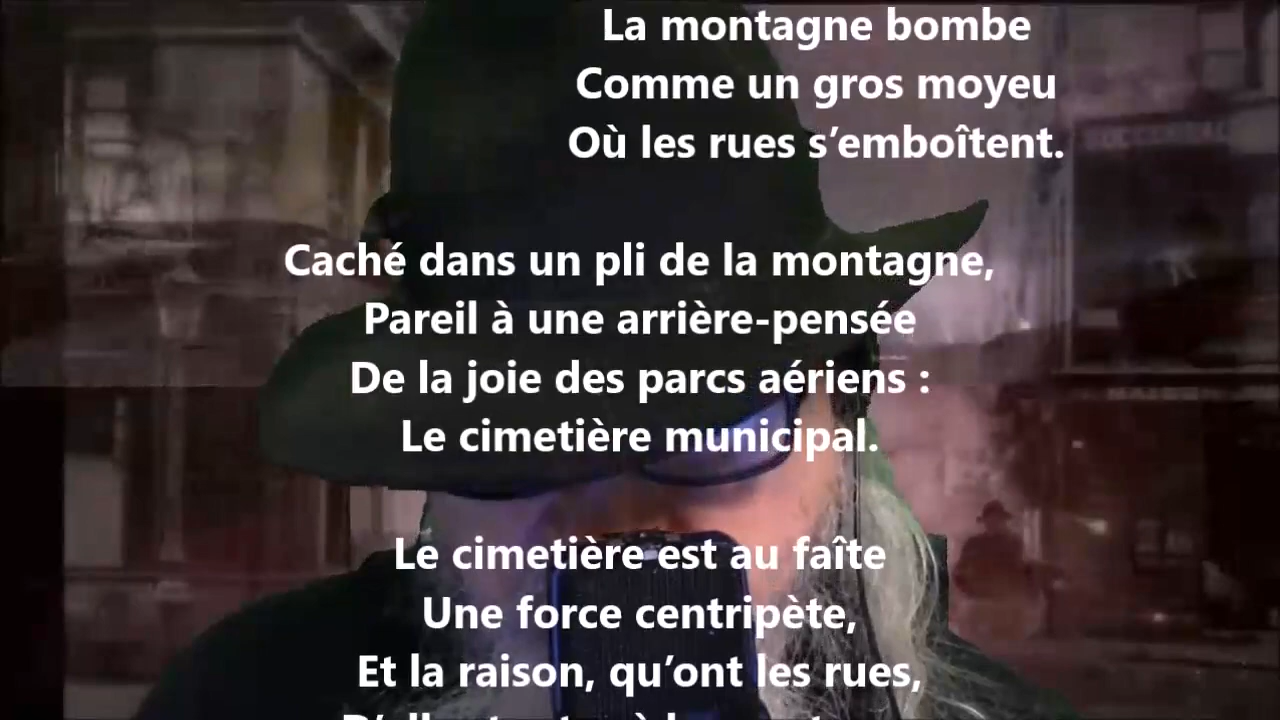 La montagne bombe
Comme un gros moyeu
Où les rues s’emboîtent.
Caché dans un pli de la montagne,
Pareil à une arrière-pensée
De la joie des parcs aériens :
Le cimetière municipal.
Le cimetière est au faîte
Une force centripète,
Et la raison, qu’ont les rues,